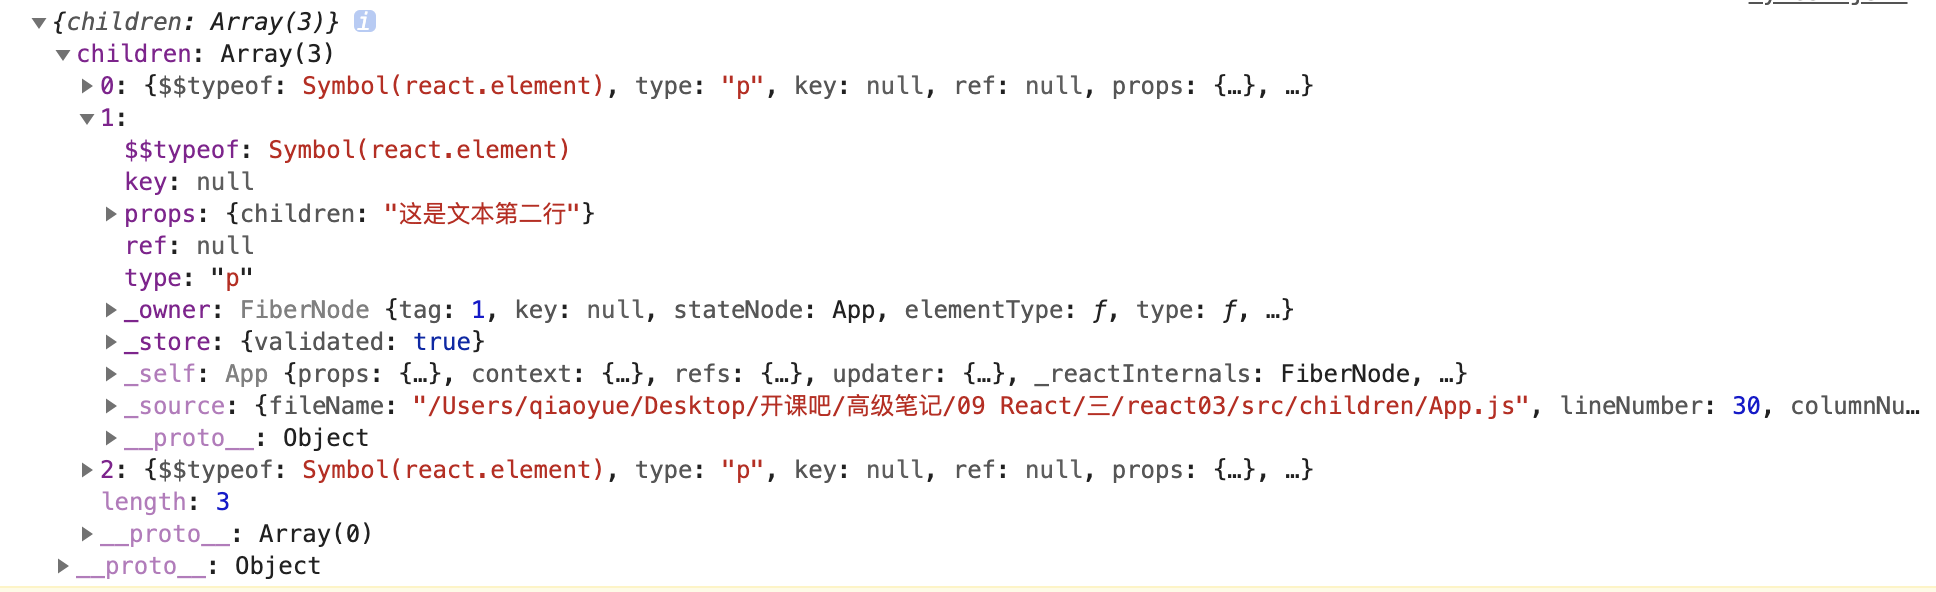 ▼{children: Array(3)} i
▼children: Array(3)
▶0: {$$typeof: Symbol(react.element), type: "p", key: null, ref: null, props: {…}, …}
▼1:
$$typeof: Symbol(react.element)
key: null
▶props: {children: "这是文本第二行"}
ref: null
type: "p"
▶_owner: FiberNode {tag: 1, key: null, stateNode: App, elementType: ƒ, type: ƒ, …}
▶_store: {validated: true}
▶_self: App {props: {…}, context: {…}, refs: {…}, updater: {…}, _reactInternals: FiberNode, …}
▶_source: {fileName: "/Users/qiaoyue/Desktop/开课吧/高级笔记/09 React/三/react03/src/children/App.js", lineNumber: 30, columnNu…
▶__proto__: Object
▶2: {$$typeof: Symbol(react.element), type: "p", key: null, ref: null, props: {…}, …}
length: 3
▶__proto__: Array(0)
▶__proto__: Object